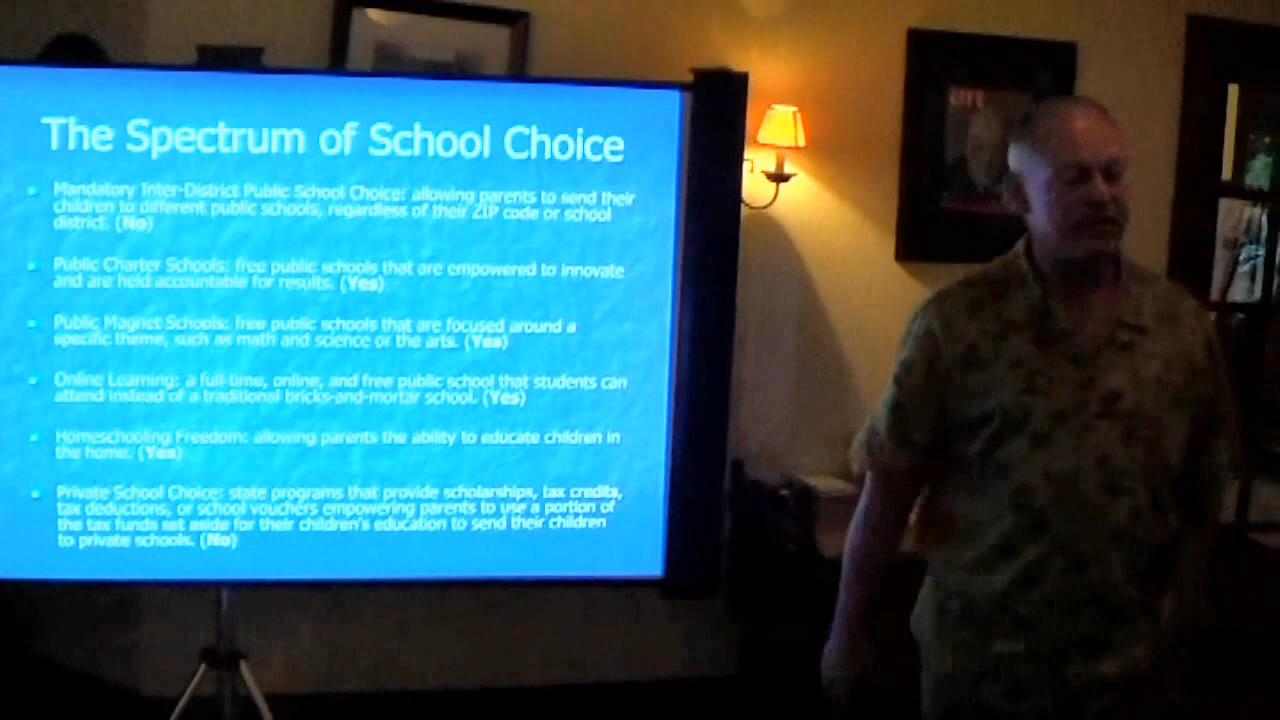 The Spectrum of School Choice
Mandatory Inter-District Public School Choice: allowing parents to send their
children to different public schools, regardless of their ZIP code or school
district. (No)
Public Charter Schools: free public schools that are empowered to innovate
and are held accountable for results. (Yes)
Public Magnet Schools: free public schools that are focused around a
specific theme, such as math and science or the arts. (Yes)
Online Learning: a full-time, online, and free public school that students can
attend instead of a traditional bricks-and-mortar school. (Yes)
Homeschooling Freedom: allowing parents the ability to educate children in
the home. (Yes)
Private School Choice: state programs that provide scholarships, tax credits,
tax deductions, or school vouchers empowering parents to use a portion of
the tax funds set aside for their children's education to send their children
to private schools. (No)